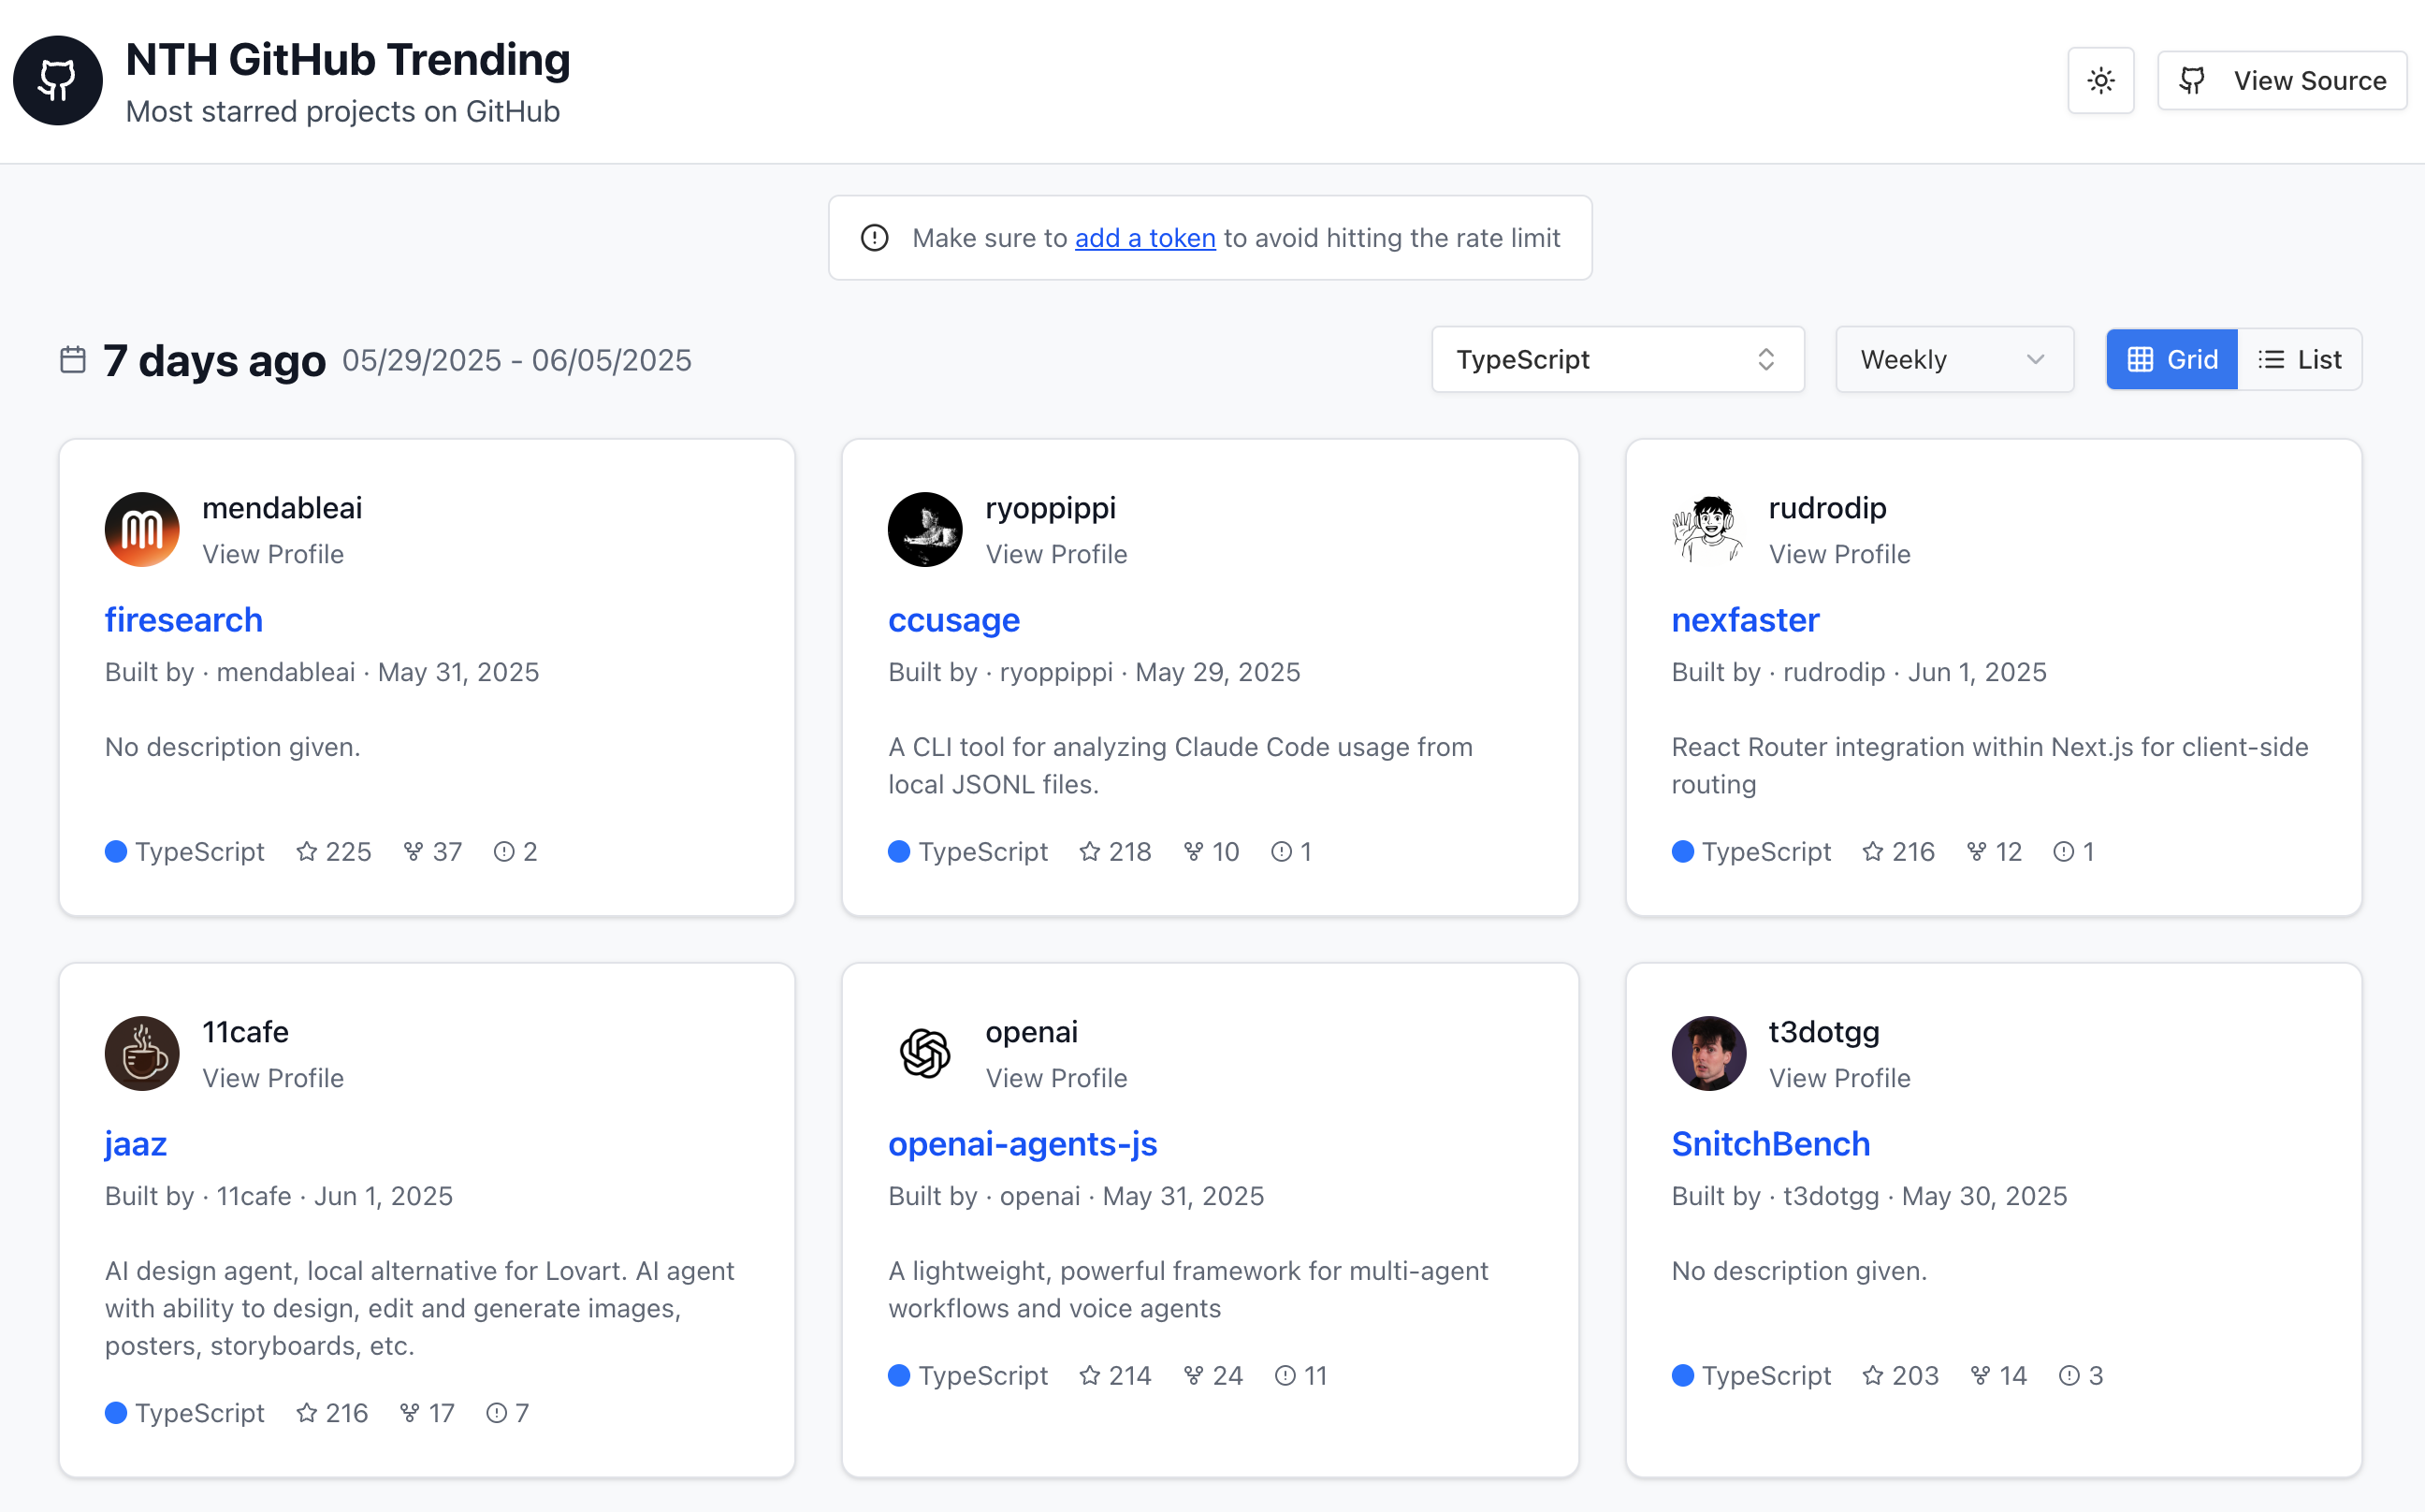 NTH GitHub Trending
Most starred projects on GitHub
View Source
Make sure to add a token to avoid hitting the rate limit
7 days ago 05/29/2025 - 06/05/2025
TypeScript
Weekly
Grid
List
mendableai
View Profile
firesearch
Built by · mendableai · May 31, 2025
No description given.
TypeScript 225 37 2
ryoppippi
View Profile
ccusage
Built by · ryoppippi · May 29, 2025
A CLI tool for analyzing Claude Code usage from
local JSONL files.
TypeScript 218 10 1
rudrodip
View Profile
nexfaster
Built by · rudrodip · Jun 1, 2025
React Router integration within Next.js for client-side
routing
TypeScript 216 12 1
11cafe
View Profile
jaaz
Built by · 11cafe · Jun 1, 2025
AI design agent, local alternative for Lovart. AI agent
with ability to design, edit and generate images,
posters, storyboards, etc.
TypeScript 216 17 7
openai
View Profile
openai-agents-js
Built by · openai · May 31, 2025
A lightweight, powerful framework for multi-agent
workflows and voice agents
TypeScript 214 24 11
t3dotgg
View Profile
SnitchBench
Built by · t3dotgg · May 30, 2025
No description given.
TypeScript 203 14 3